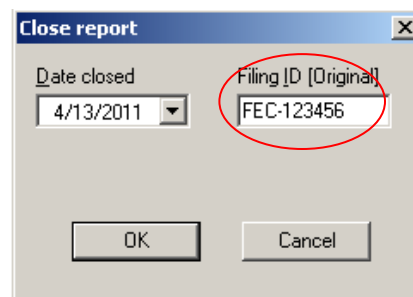 Close report
Date closed
Filing ID [Original]
4/13/2011
FEC-123456
OK
Cancel